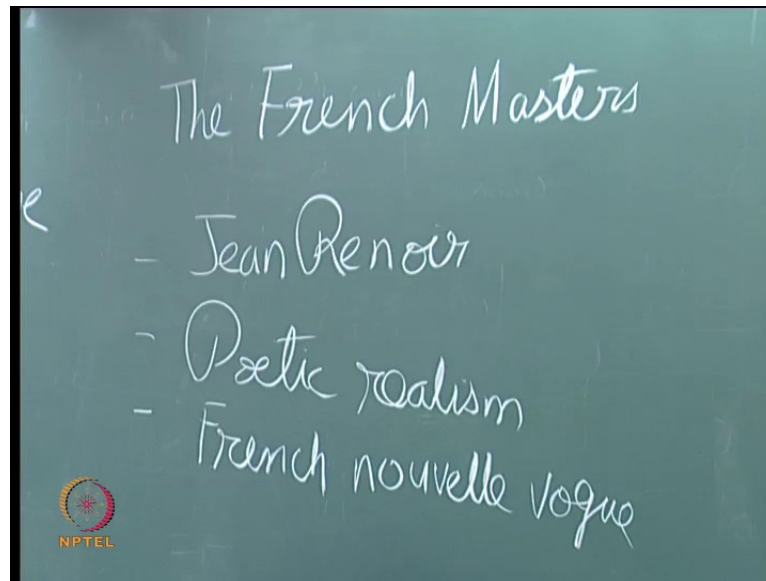 The French Masters
e
- Jean Renoir
- Poetic realism
- French nouvelle vogue
NPTEL